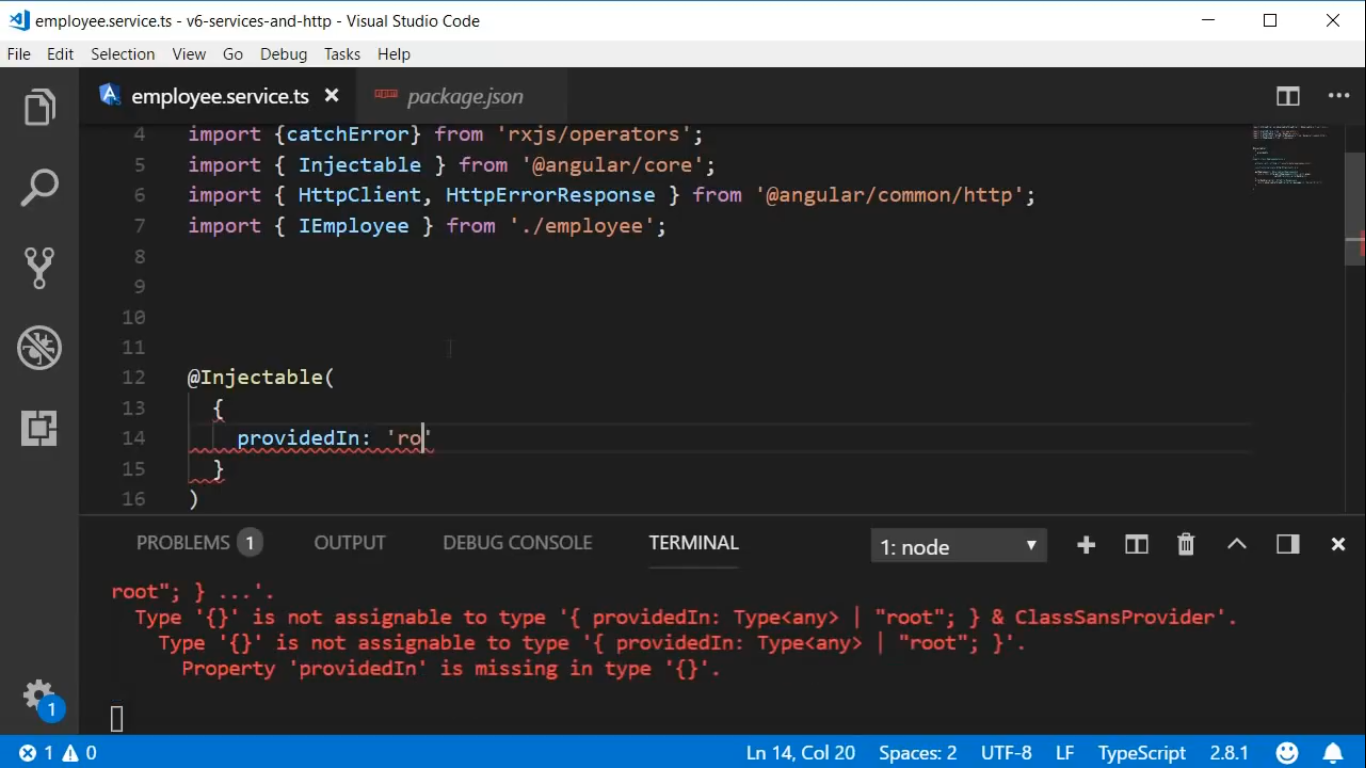 employee.service.ts - v6-services-and-http - Visual Studio Code
File Edit Selection View Go Debug Tasks Help
employee.service.ts package.json
4 import {catchError} from 'rxjs/operators';
5 import { Injectable } from '@angular/core';
6 import { HttpClient, HttpErrorResponse } from '@angular/common/http';
7 import { IEmployee } from './employee';
8
9
10
11
12 @Injectable(
13 {
14 providedIn: 'ro'
15 }
16 )
PROBLEMS 1 OUTPUT DEBUG CONSOLE TERMINAL 1: node
root"; } ...'.
Type '{}' is not assignable to type '{ providedIn: Type<any> | "root"; } & ClassSansProvider'.
Type '{}' is not assignable to type '{ providedIn: Type<any> | "root"; }'.
Property 'providedIn' is missing in type '{}'.
1
1 0 Ln 14, Col 20 Spaces: 2 UTF-8 LF TypeScript 2.8.1